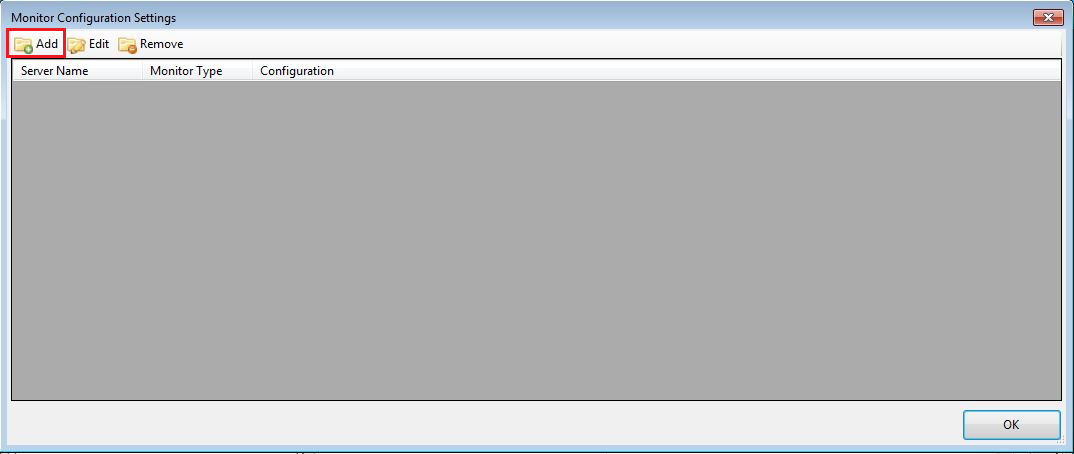 Monitor Configuration Settings
Add Edit Remove
Server Name Monitor Type Configuration
OK